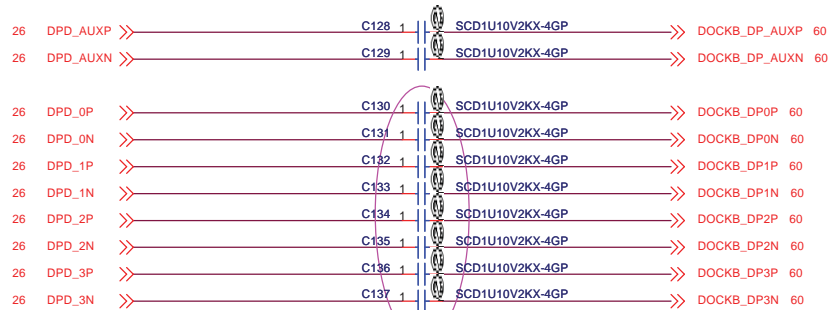 26 DPD_AUXP C128 1 SCD1U10V2KX-4GP DOCKB_DP_AUXP 60
26 DPD_AUXN C129 1 SCD1U10V2KX-4GP DOCKB_DP_AUXN 60
26 DPD_0P C130 1 SCD1U10V2KX-4GP DOCKB_DP0P 60
26 DPD_0N C131 1 SCD1U10V2KX-4GP DOCKB_DP0N 60
26 DPD_1P C132 1 SCD1U10V2KX-4GP DOCKB_DP1P 60
26 DPD_1N C133 1 SCD1U10V2KX-4GP DOCKB_DP1N 60
26 DPD_2P C134 1 SCD1U10V2KX-4GP DOCKB_DP2P 60
26 DPD_2N C135 1 SCD1U10V2KX-4GP DOCKB_DP2N 60
26 DPD_3P C136 1 SCD1U10V2KX-4GP DOCKB_DP3P 60
26 DPD_3N C137 1 SCD1U10V2KX-4GP DOCKB_DP3N 60